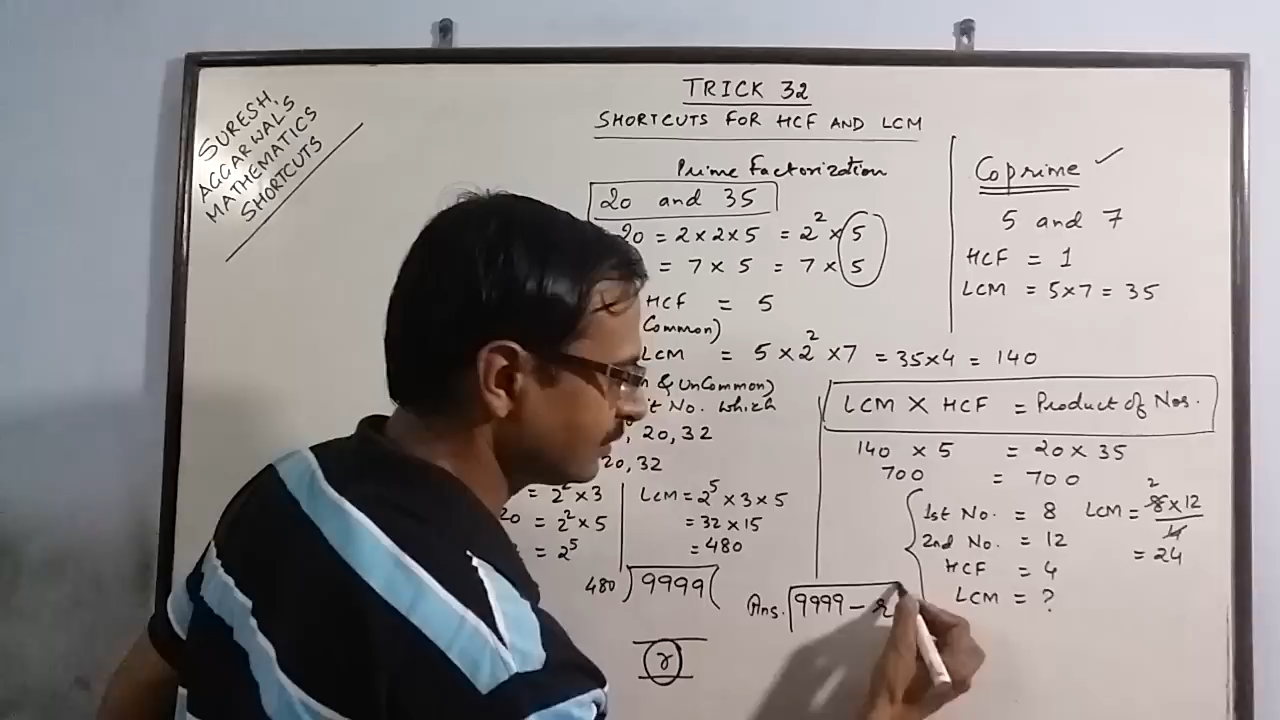 SURESH
AGGARWAL'S
MATHEMATICS
SHORTCUTS
TRICK 32
SHORTCUTS FOR HCF AND LCM
Prime Factorization
20 and 35
20 = 2×2×5 = 2²×5
= 7×5 = 7×5
HCF = 5
Common)
LCM = 5×2²×7 = 35×4 = 140
& UnCommon)
No. which
, 20, 32
20, 32
= 2²×3
20 = 2²×5
= 2⁵
LCM = 2⁵×3×5
= 32×15
= 480
480)9999(
r
Ans. 9999 − r
Coprime ✓
5 and 7
HCF = 1
LCM = 5×7 = 35
LCM × HCF = Product of Nos.
140 × 5 = 20 × 35
700 = 700
1st No. = 8
2nd No. = 12
HCF = 4
LCM = ?
2
LCM = 8×12
4
= 24